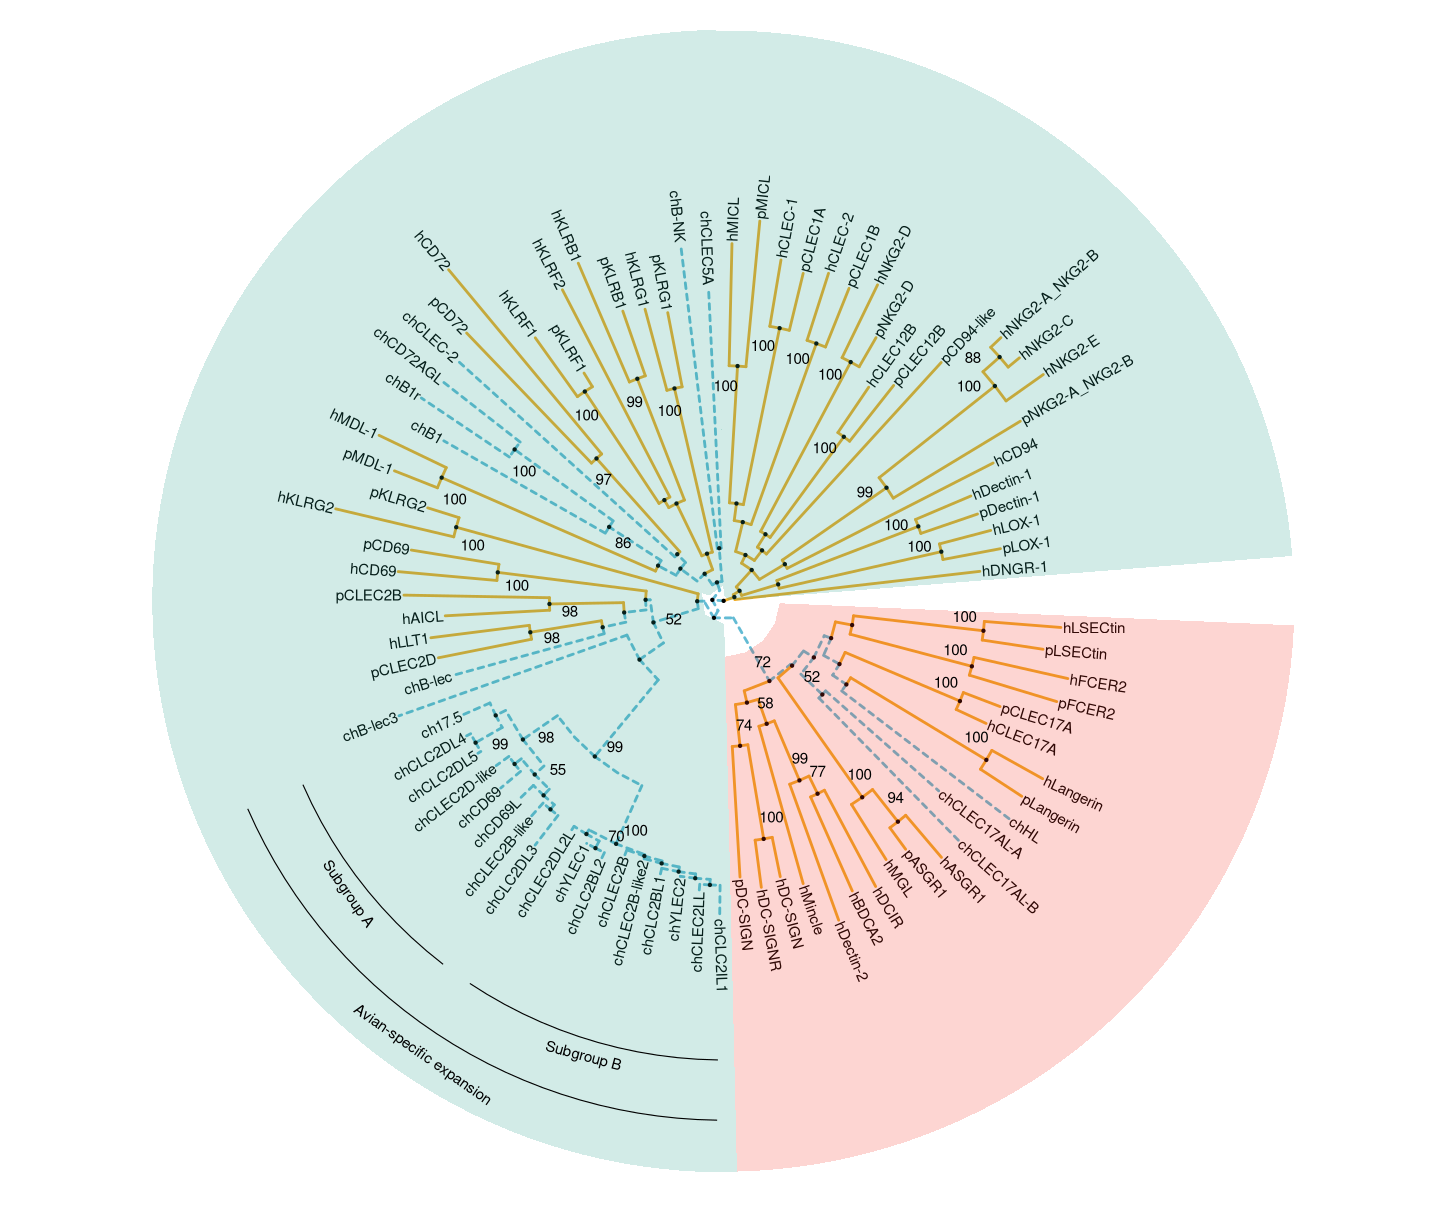 hCD72
pCD72
hKLRF1
pKLRF1
hKLRF2
hKLRB1
pKLRB1
hKLRG1
pKLRG1
chB-NK
chCLEC5A
hMICL
pMICL
hCLEC-1
pCLEC1A
hCLEC-2
pCLEC1B
hNKG2-D
pNKG2-D
hCLEC12B
pCLEC12B
pCD94-like
hNKG2-A_NKG2-B
hNKG2-C
hNKG2-E
pNKG2-A_NKG2-B
hCD94
hDectin-1
pDectin-1
hLOX-1
pLOX-1
hDNGR-1
hLSECtin
pLSECtin
hFCER2
pFCER2
pCLEC17A
hCLEC17A
hLangerin
pLangerin
chHL
chCLEC17AL-A
chCLEC17AL-B
hASGR1
pASGR1
hMGL
hDCIR
hBDCA2
hDectin-2
hMincle
hDC-SIGN
hDC-SIGNR
pDC-SIGN
chCLC2IL1
chCLEC2LL
chYLEC2
chCLC2BL1
chCLEC2B-like2
chCLEC2B
chCLC2BL2
chYLEC1
chCLEC2DL2L
chCLC2DL3
chCLEC2B-like
chCD69L
chCD69
chCLEC2D-like
chCLC2DL5
chCLC2DL4
ch17.5
chB-lec3
chB-lec
pCLEC2D
hLLT1
hAICL
pCLEC2B
hCD69
pCD69
hKLRG2
pKLRG2
pMDL-1
hMDL-1
chB1
chB1r
chCD72AGL
chCLEC-2
100
97
99
100
100
100
100
100
100
88
100
99
100
100
100
86
100
100
100
98
98
52
100
100
100
100
72
52
58
74
99
77
100
94
100
98
99
55
99
70
100
Subgroup A
Subgroup B
Avian-specific expansion